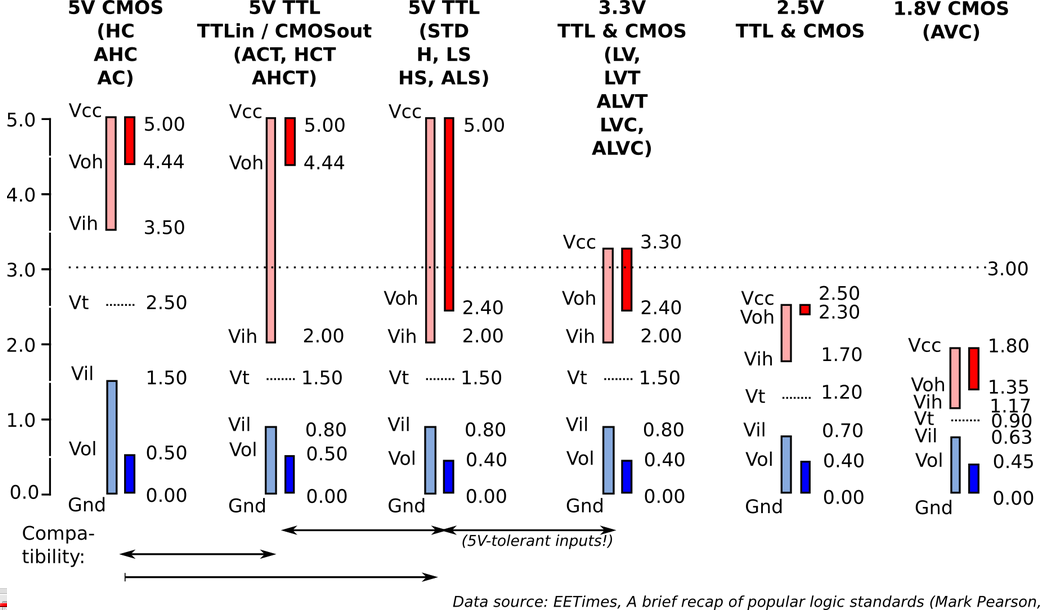 5V CMOS
(HC
AHC
AC)
5V TTL
TTLin / CMOSout
(ACT, HCT
AHCT)
5V TTL
(STD
H, LS
HS, ALS)
3.3V
TTL & CMOS
(LV,
LVT
ALVT
LVC,
ALVC)
2.5V
TTL & CMOS
1.8V CMOS
(AVC)
5.0
4.0
3.0
2.0
1.0
0.0
Vcc
5.00
Voh
4.44
Vih
3.50
Vt
2.50
Vil
1.50
Vol
0.50
0.00
Gnd
Vcc
5.00
Voh
4.44
Vih
2.00
Vt
1.50
Vil
0.80
Vol
0.50
0.00
Gnd
Vcc
5.00
Voh
2.40
Vih
2.00
Vt
1.50
Vil
0.80
Vol
0.40
0.00
Gnd
Vcc
3.30
Voh
2.40
Vih
2.00
Vt
1.50
Vil
0.80
Vol
0.40
0.00
Gnd
Vcc
2.50
Voh
2.30
Vih
1.70
Vt
1.20
Vil
0.70
Vol
0.40
0.00
Gnd
3.00
Vcc
1.80
Voh
1.35
Vih
1.17
Vt
0.90
Vil
0.63
Vol
0.45
0.00
Gnd
Compa-
tibility:
(5V-tolerant inputs!)
Data source: EETimes, A brief recap of popular logic standards (Mark Pearson,